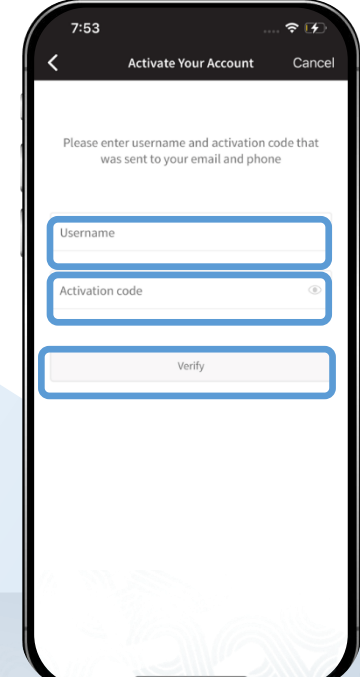 7:53
Activate Your Account Cancel
Please enter username and activation code that
was sent to your email and phone
Username
Activation code
Verify